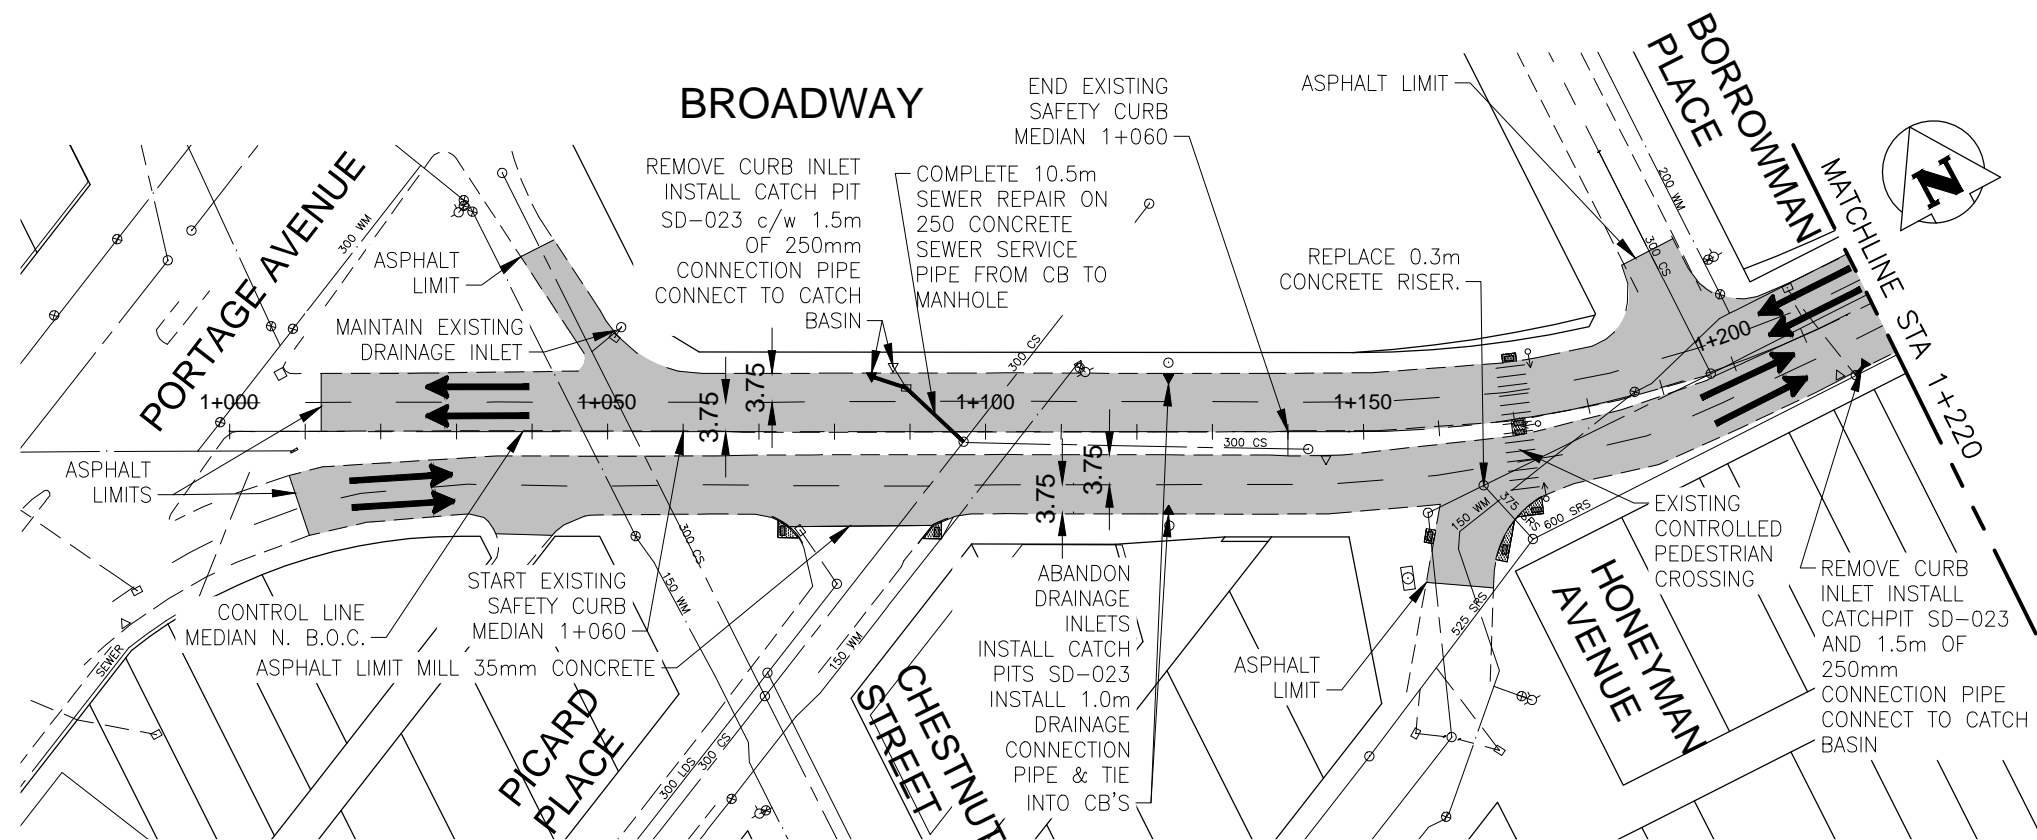 BROADWAY
END EXISTING
SAFETY CURB
MEDIAN 1+060
ASPHALT LIMIT
BORROWMAN
PLACE
MATCHLINE STA 1+220
N
PORTAGE AVENUE
300 WM
REMOVE CURB INLET
INSTALL CATCH PIT
SD-023 c/w 1.5m
OF 250mm
CONNECTION PIPE
CONNECT TO CATCH
BASIN
COMPLETE 10.5m
SEWER REPAIR ON
250 CONCRETE
SEWER SERVICE
PIPE FROM CB TO
MANHOLE
200 WM
300 CS
ASPHALT
LIMIT
MAINTAIN EXISTING
DRAINAGE INLET
REPLACE 0.3m
CONCRETE RISER.
300 CS
1+000
1+050
1+100
1+150
1+200
3.75
3.75
3.75
3.75
300 CS
ASPHALT
LIMITS
CONTROL LINE
MEDIAN N. B.O.C.
START EXISTING
SAFETY CURB
MEDIAN 1+060
ASPHALT LIMIT MILL 35mm CONCRETE
SEWER
300 CS
150 WM
150 WM
300 LDS
300 CS
PICARD
PLACE
CHESTNUT
STREET
ABANDON
DRAINAGE
INLETS
INSTALL CATCH
PITS SD-023
INSTALL 1.0m
DRAINAGE
CONNECTION
PIPE & TIE
INTO CB'S
150 WM
375 SRS
600 SRS
525 SRS
ASPHALT
LIMIT
HONEYMAN
AVENUE
EXISTING
CONTROLLED
PEDESTRIAN
CROSSING
REMOVE CURB
INLET INSTALL
CATCHPIT SD-023
AND 1.5m OF
250mm
CONNECTION PIPE
CONNECT TO CATCH
BASIN